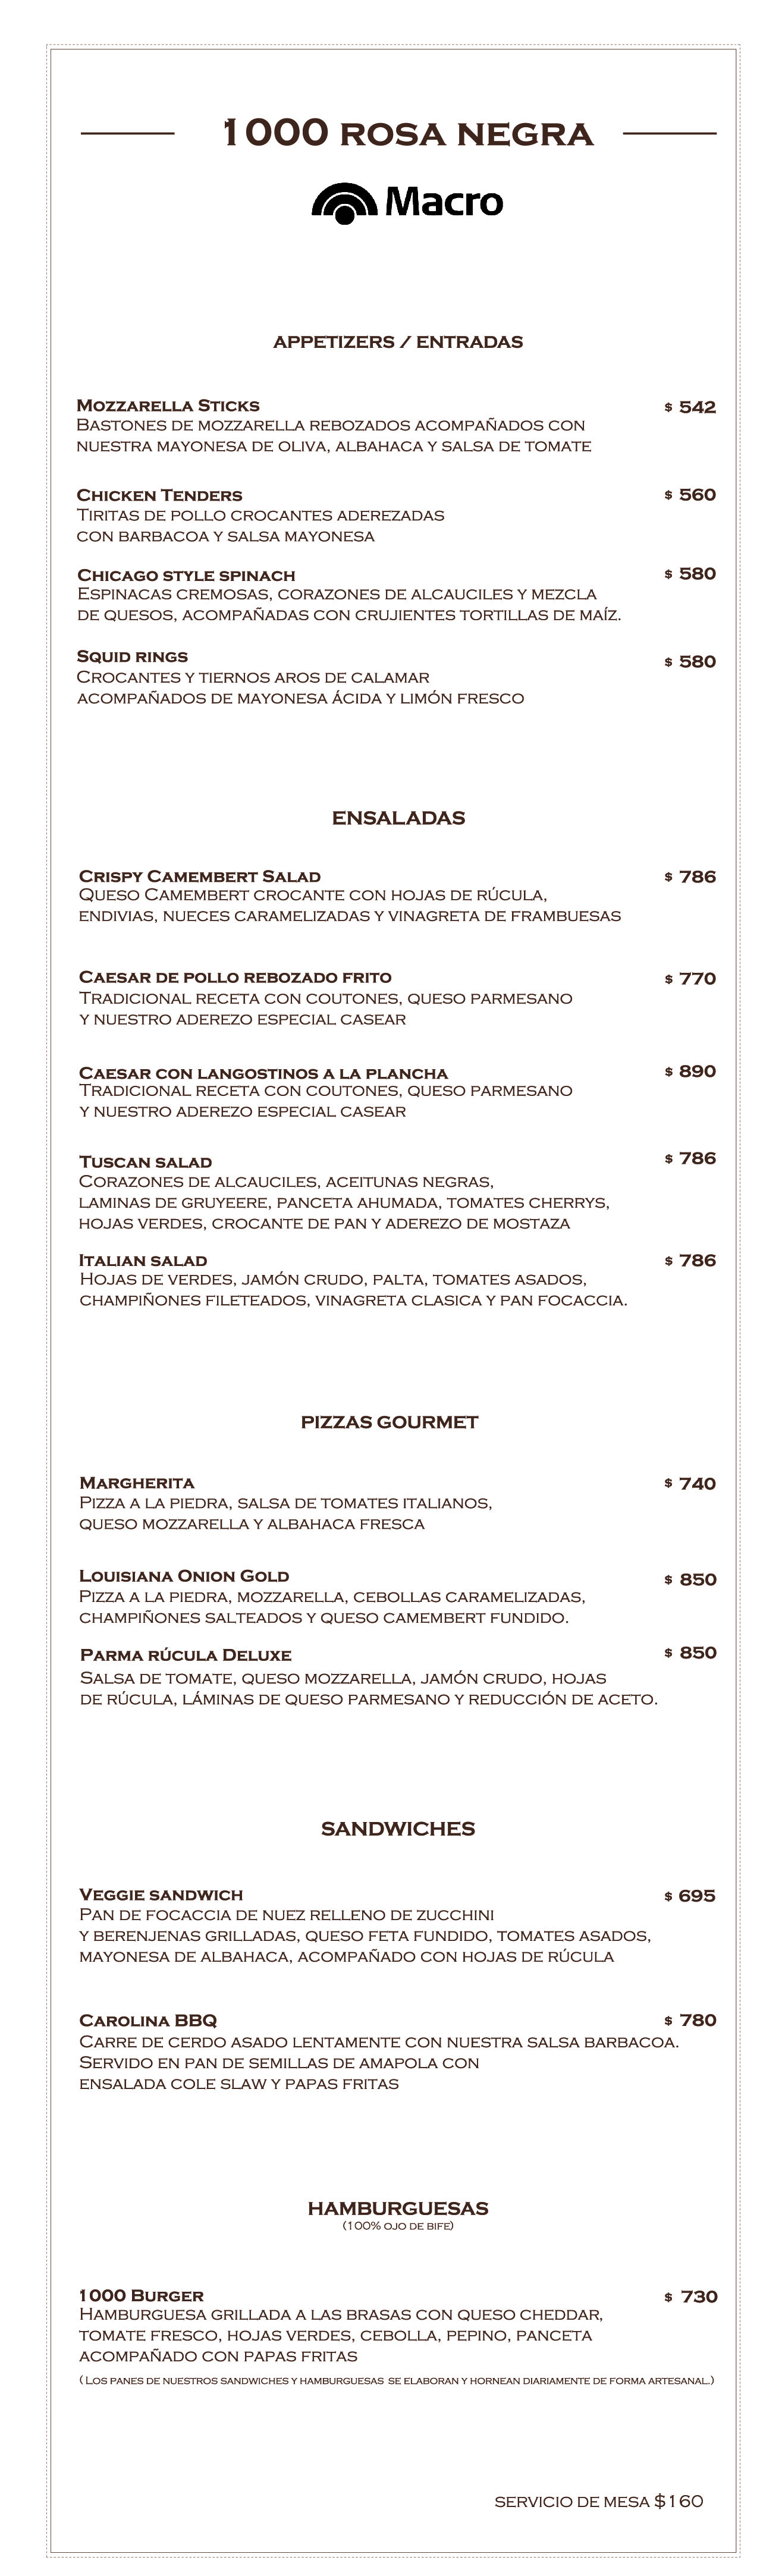 1000 ROSA NEGRA
Macro
APPETIZERS / ENTRADAS
MOZZARELLA STICKS $ 542
BASTONES DE MOZZARELLA REBOZADOS ACOMPAÑADOS CON
NUESTRA MAYONESA DE OLIVA, ALBAHACA Y SALSA DE TOMATE
CHICKEN TENDERS $ 560
TIRITAS DE POLLO CROCANTES ADEREZADAS
CON BARBACOA Y SALSA MAYONESA
CHICAGO STYLE SPINACH $ 580
ESPINACAS CREMOSAS, CORAZONES DE ALCAUCILES Y MEZCLA
DE QUESOS, ACOMPAÑADAS CON CRUJIENTES TORTILLAS DE MAÍZ.
SQUID RINGS $ 580
CROCANTES Y TIERNOS AROS DE CALAMAR
ACOMPAÑADOS DE MAYONESA ÁCIDA Y LIMÓN FRESCO
ENSALADAS
CRISPY CAMEMBERT SALAD $ 786
QUESO CAMEMBERT CROCANTE CON HOJAS DE RÚCULA,
ENDIVIAS, NUECES CARAMELIZADAS Y VINAGRETA DE FRAMBUESAS
CAESAR DE POLLO REBOZADO FRITO $ 770
TRADICIONAL RECETA CON COUTONES, QUESO PARMESANO
Y NUESTRO ADEREZO ESPECIAL CASEAR
CAESAR CON LANGOSTINOS A LA PLANCHA $ 890
TRADICIONAL RECETA CON COUTONES, QUESO PARMESANO
Y NUESTRO ADEREZO ESPECIAL CASEAR
TUSCAN SALAD $ 786
CORAZONES DE ALCAUCILES, ACEITUNAS NEGRAS,
LAMINAS DE GRUYEERE, PANCETA AHUMADA, TOMATES CHERRYS,
HOJAS VERDES, CROCANTE DE PAN Y ADEREZO DE MOSTAZA
ITALIAN SALAD $ 786
HOJAS DE VERDES, JAMÓN CRUDO, PALTA, TOMATES ASADOS,
CHAMPIÑONES FILETEADOS, VINAGRETA CLASICA Y PAN FOCACCIA.
PIZZAS GOURMET
MARGHERITA $ 740
PIZZA A LA PIEDRA, SALSA DE TOMATES ITALIANOS,
QUESO MOZZARELLA Y ALBAHACA FRESCA
LOUISIANA ONION GOLD $ 850
PIZZA A LA PIEDRA, MOZZARELLA, CEBOLLAS CARAMELIZADAS,
CHAMPIÑONES SALTEADOS Y QUESO CAMEMBERT FUNDIDO.
PARMA RÚCULA DELUXE $ 850
SALSA DE TOMATE, QUESO MOZZARELLA, JAMÓN CRUDO, HOJAS
DE RÚCULA, LÁMINAS DE QUESO PARMESANO Y REDUCCIÓN DE ACETO.
SANDWICHES
VEGGIE SANDWICH $ 695
PAN DE FOCACCIA DE NUEZ RELLENO DE ZUCCHINI
Y BERENJENAS GRILLADAS, QUESO FETA FUNDIDO, TOMATES ASADOS,
MAYONESA DE ALBAHACA, ACOMPAÑADO CON HOJAS DE RÚCULA
CAROLINA BBQ $ 780
CARRE DE CERDO ASADO LENTAMENTE CON NUESTRA SALSA BARBACOA.
SERVIDO EN PAN DE SEMILLAS DE AMAPOLA CON
ENSALADA COLE SLAW Y PAPAS FRITAS
HAMBURGUESAS
(100% OJO DE BIFE)
1000 BURGER $ 730
HAMBURGUESA GRILLADA A LAS BRASAS CON QUESO CHEDDAR,
TOMATE FRESCO, HOJAS VERDES, CEBOLLA, PEPINO, PANCETA
ACOMPAÑADO CON PAPAS FRITAS
( LOS PANES DE NUESTROS SANDWICHES Y HAMBURGUESAS SE ELABORAN Y HORNEAN DIARIAMENTE DE FORMA ARTESANAL.)
SERVICIO DE MESA $160